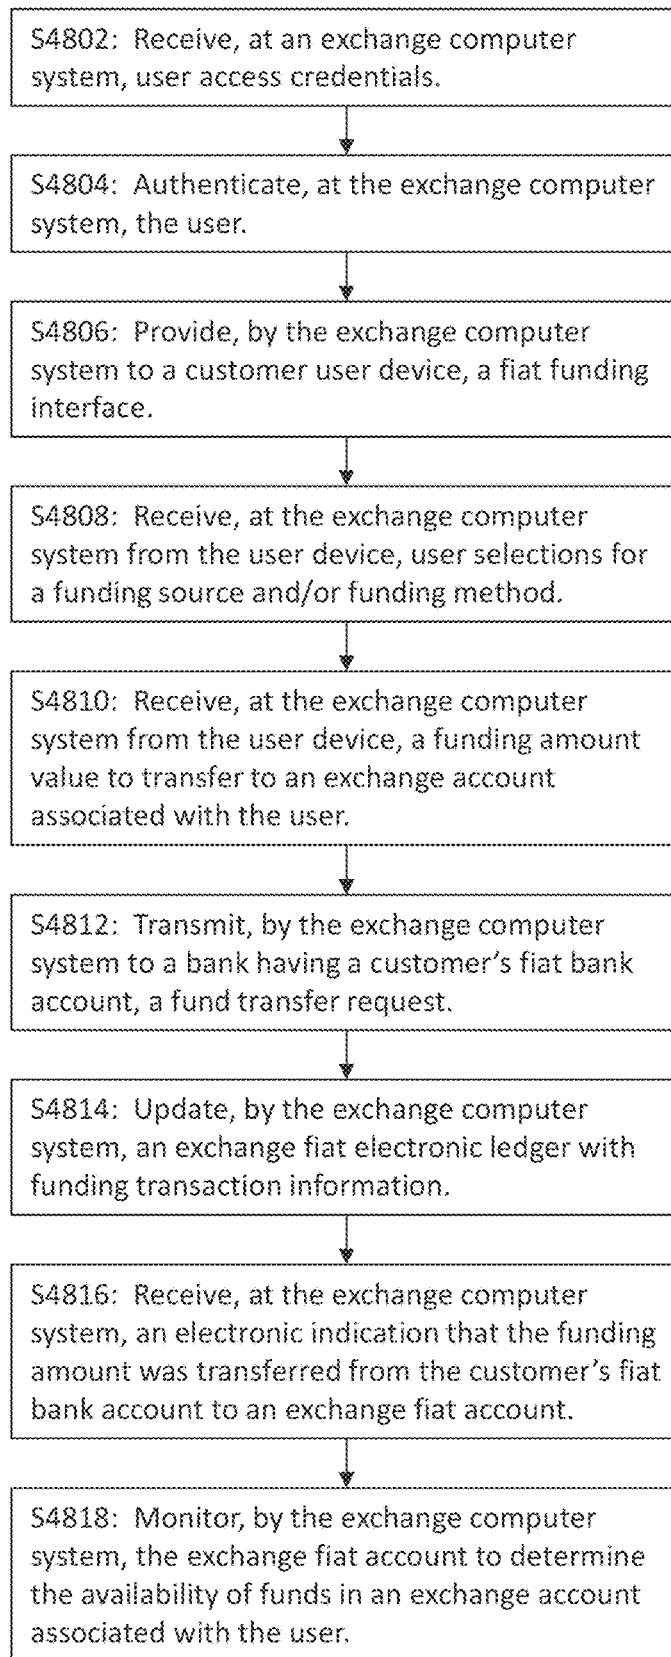 S4802: Receive, at an exchange computer
system, user access credentials.
S4804: Authenticate, at the exchange computer
system, the user.
S4806: Provide, by the exchange computer
system to a customer user device, a fiat funding
interface.
S4808: Receive, at the exchange computer
system from the user device, user selections for
a funding source and/or funding method.
S4810: Receive, at the exchange computer
system from the user device, a funding amount
value to transfer to an exchange account
associated with the user.
S4812: Transmit, by the exchange computer
system to a bank having a customer's fiat bank
account, a fund transfer request.
S4814: Update, by the exchange computer
system, an exchange fiat electronic ledger with
funding transaction information.
S4816: Receive, at the exchange computer
system, an electronic indication that the funding
amount was transferred from the customer's fiat
bank account to an exchange fiat account.
S4818: Monitor, by the exchange computer
system, the exchange fiat account to determine
the availability of funds in an exchange account
associated with the user.